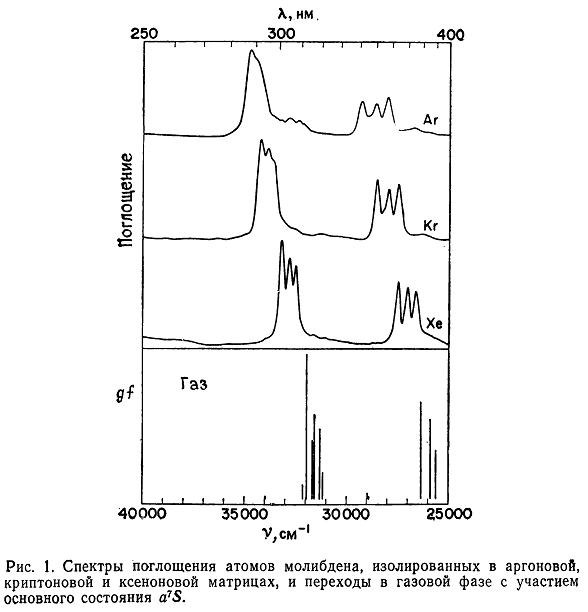 λ, нм
250 300 400
Поглощение
Ar
Kr
Xe
gf
Газ
40000 35000 30000 25000
ν, см⁻¹
Рис. 1. Спектры поглощения атомов молибдена, изолированных в аргоновой,
криптоновой и ксеноновой матрицах, и переходы в газовой фазе с участием
основного состояния a⁷S.